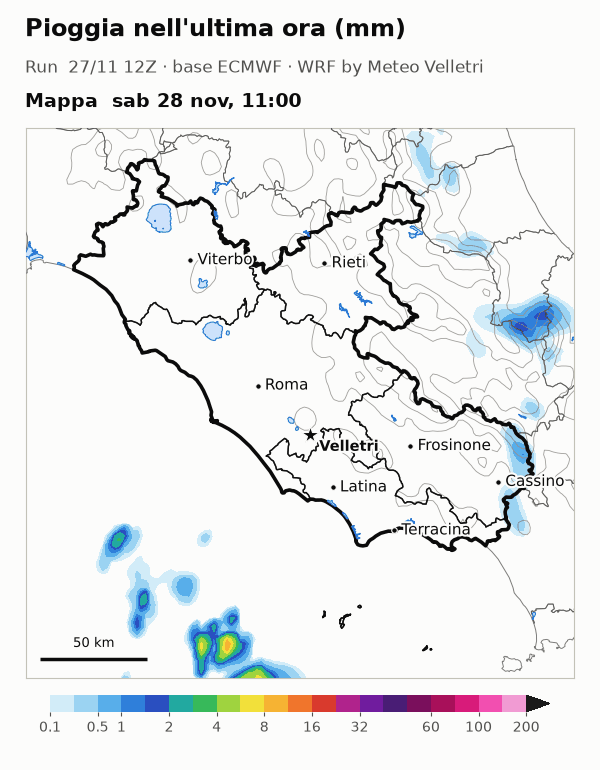 Pioggia nell'ultima ora (mm)
Run  27/11 12Z · base ECMWF · WRF by Meteo Velletri
Mappa  sab 28 nov, 11:00
Viterbo
Rieti
Roma
Velletri
Frosinone
Latina
Cassino
Terracina
50 km
0.1 0.5 1 2 4 8 16 32 60 100 200